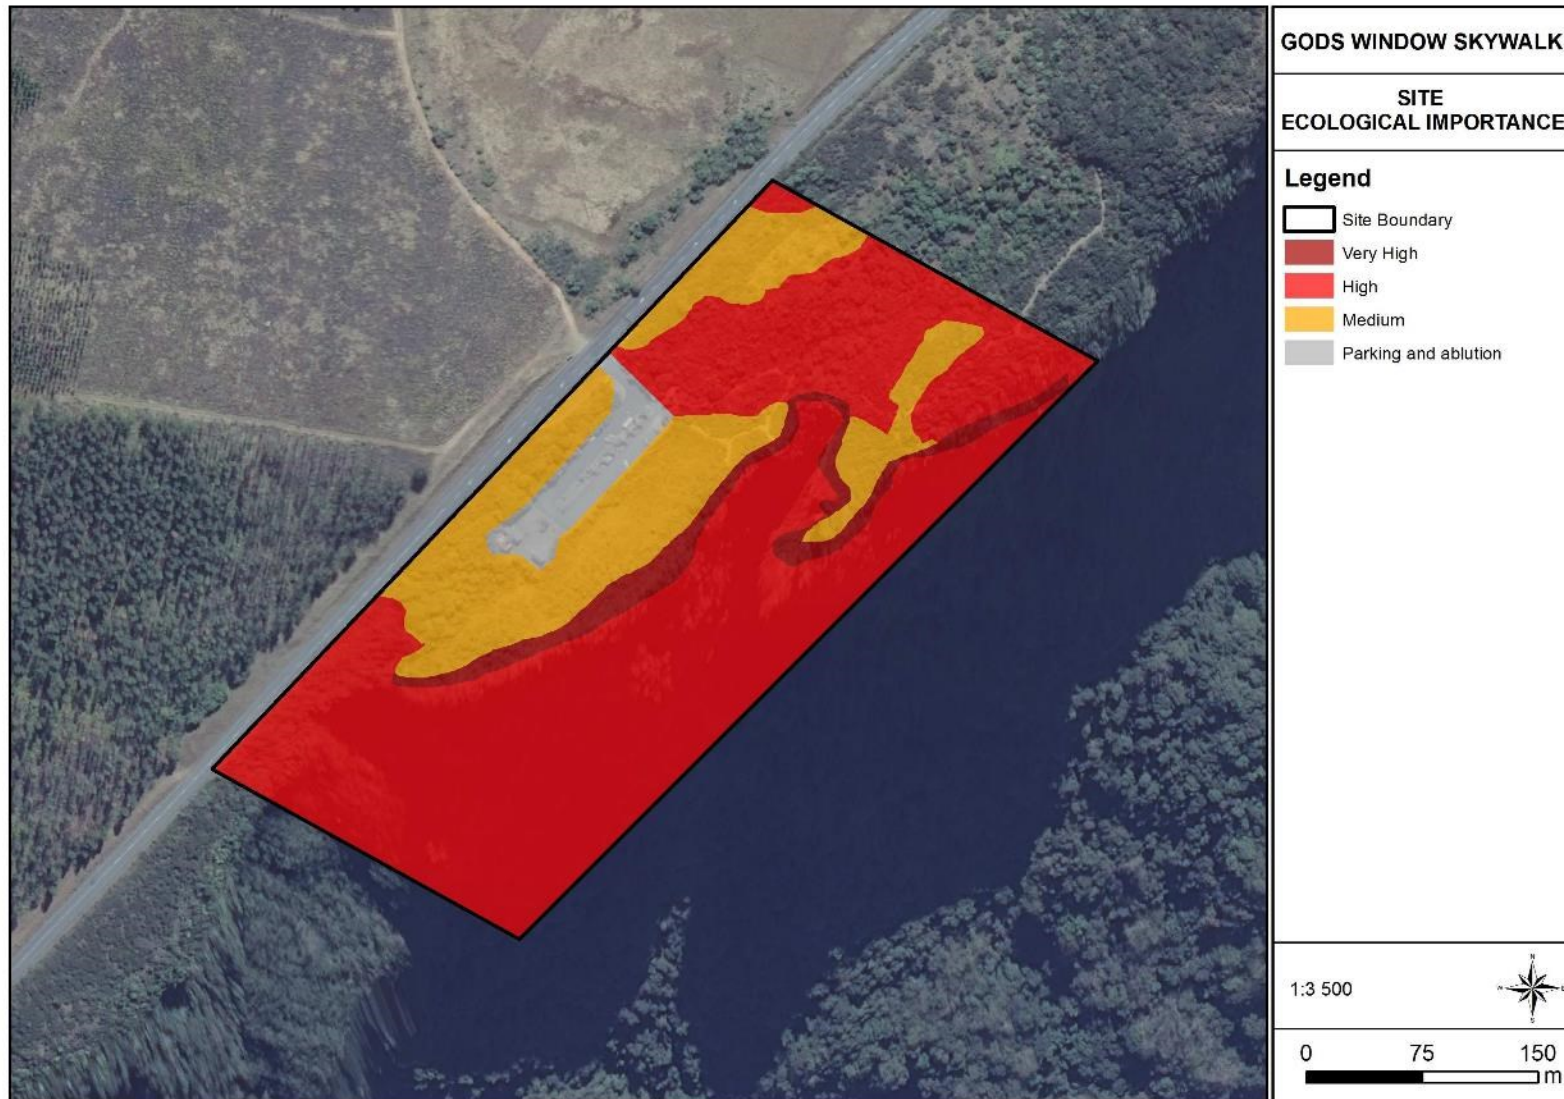 GODS WINDOW SKYWALK
SITE
ECOLOGICAL IMPORTANCE
Legend
Site Boundary
Very High
High
Medium
Parking and ablution
1:3 500
N
S
0 75 150
m